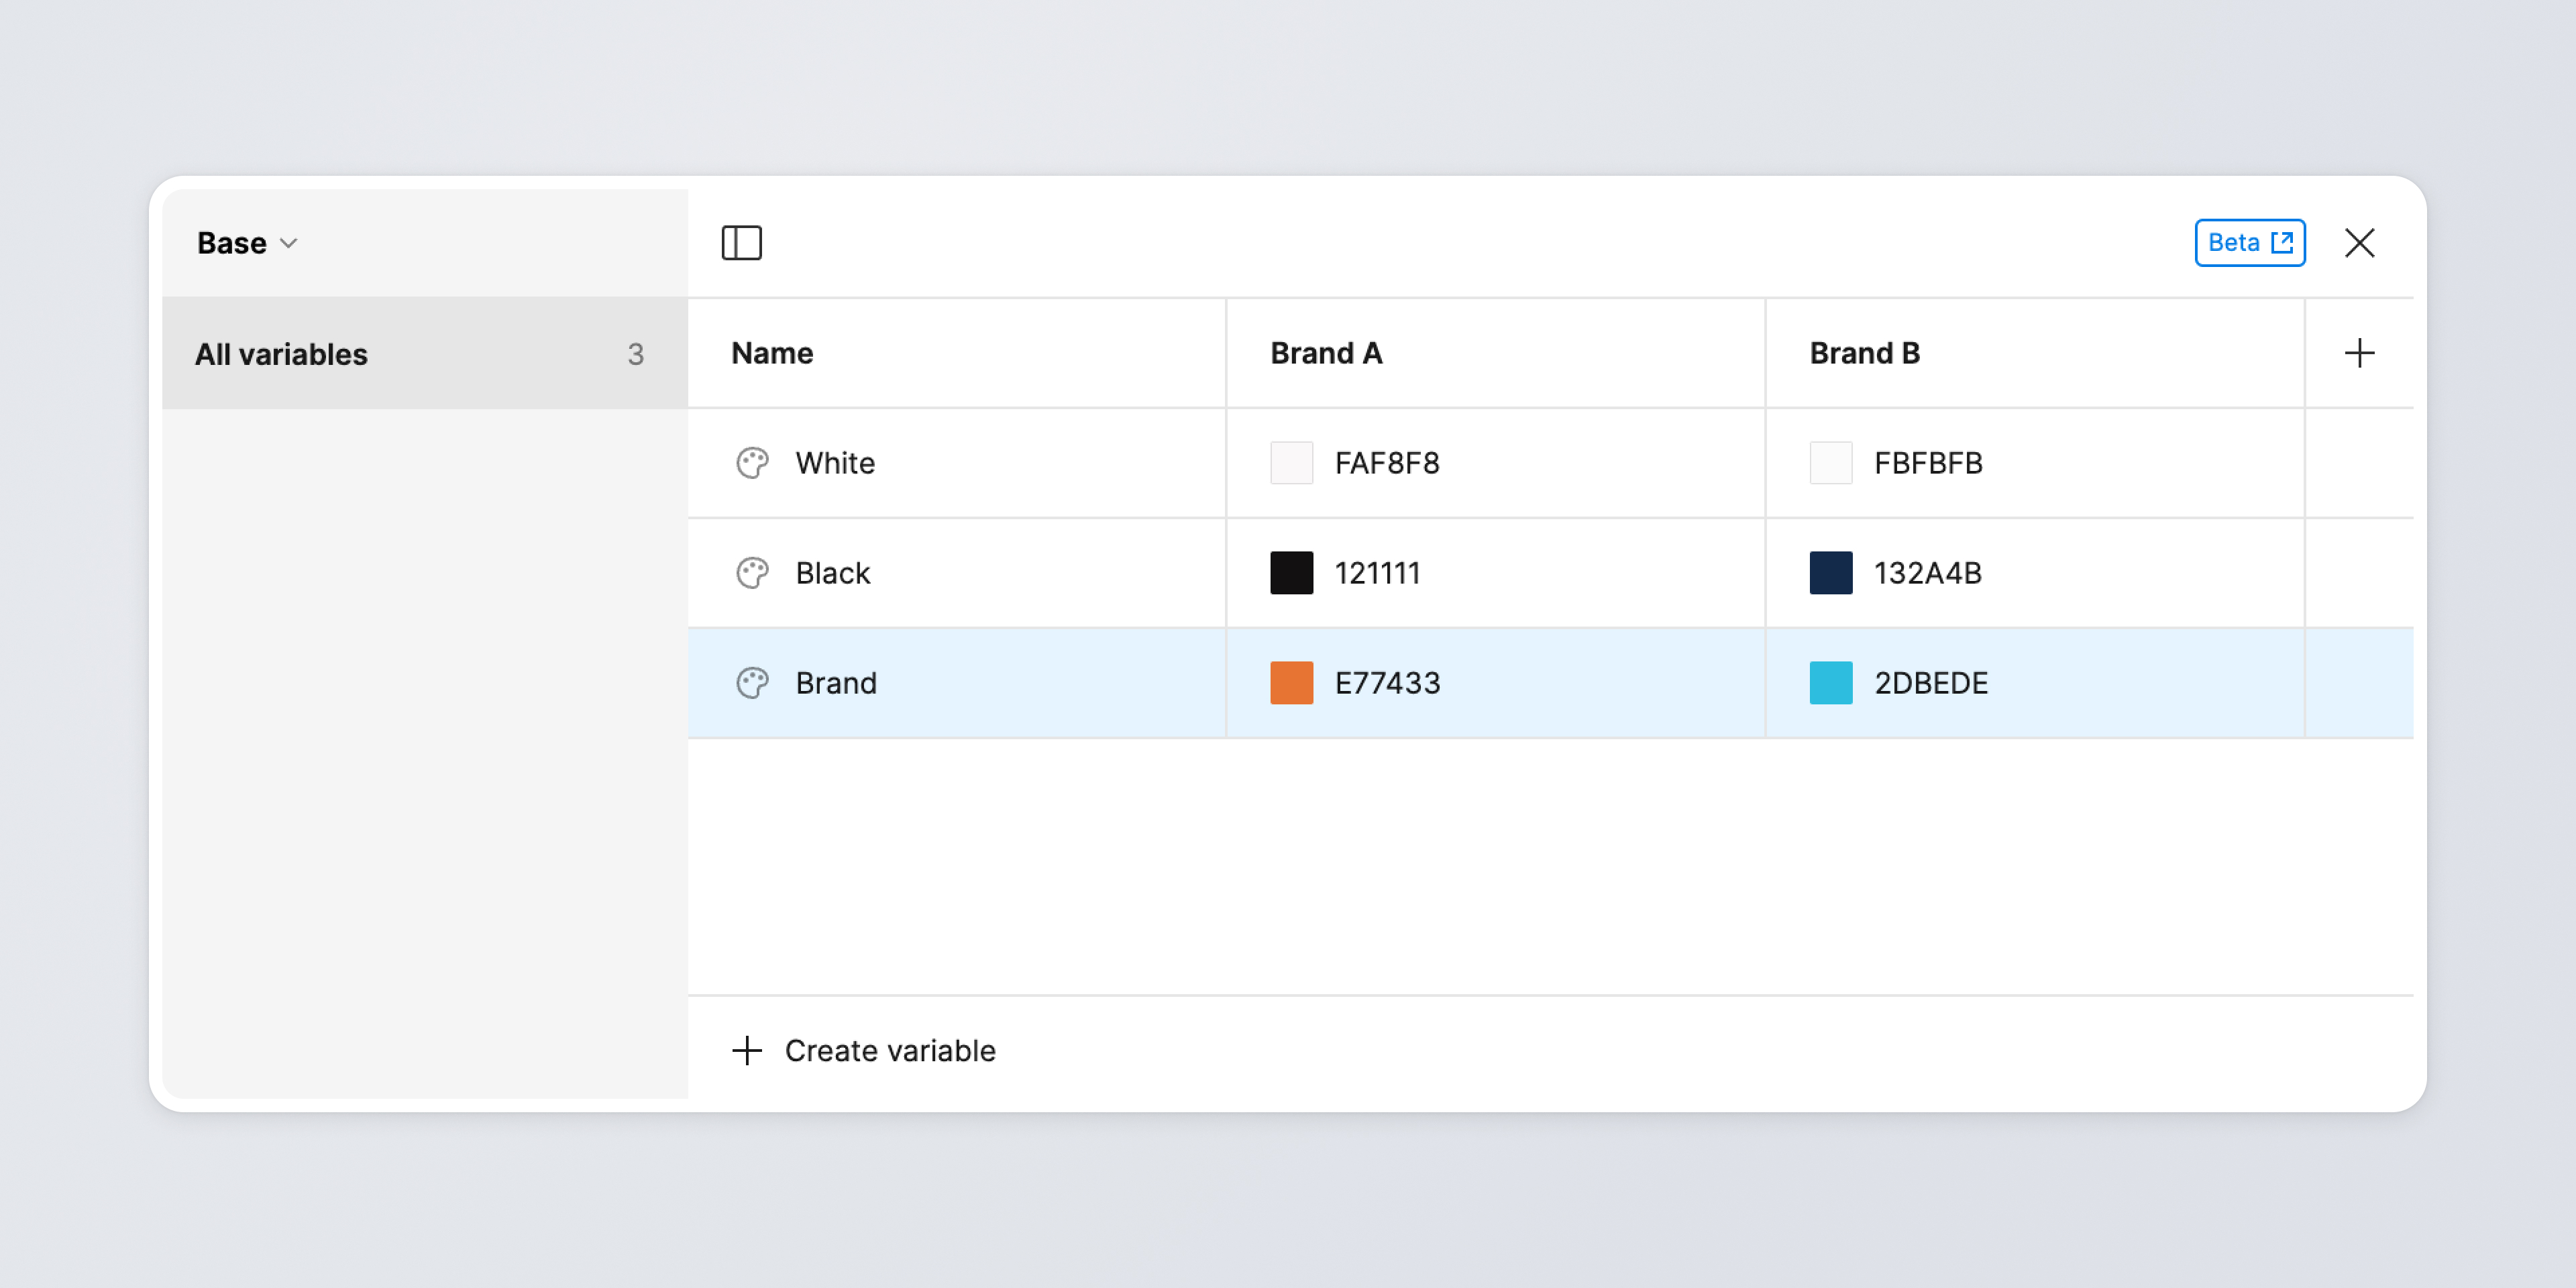 Base
Beta
All variables 3
Name Brand A Brand B
White FAF8F8 FBFBFB
Black 121111 132A4B
Brand E77433 2DBEDE
Create variable